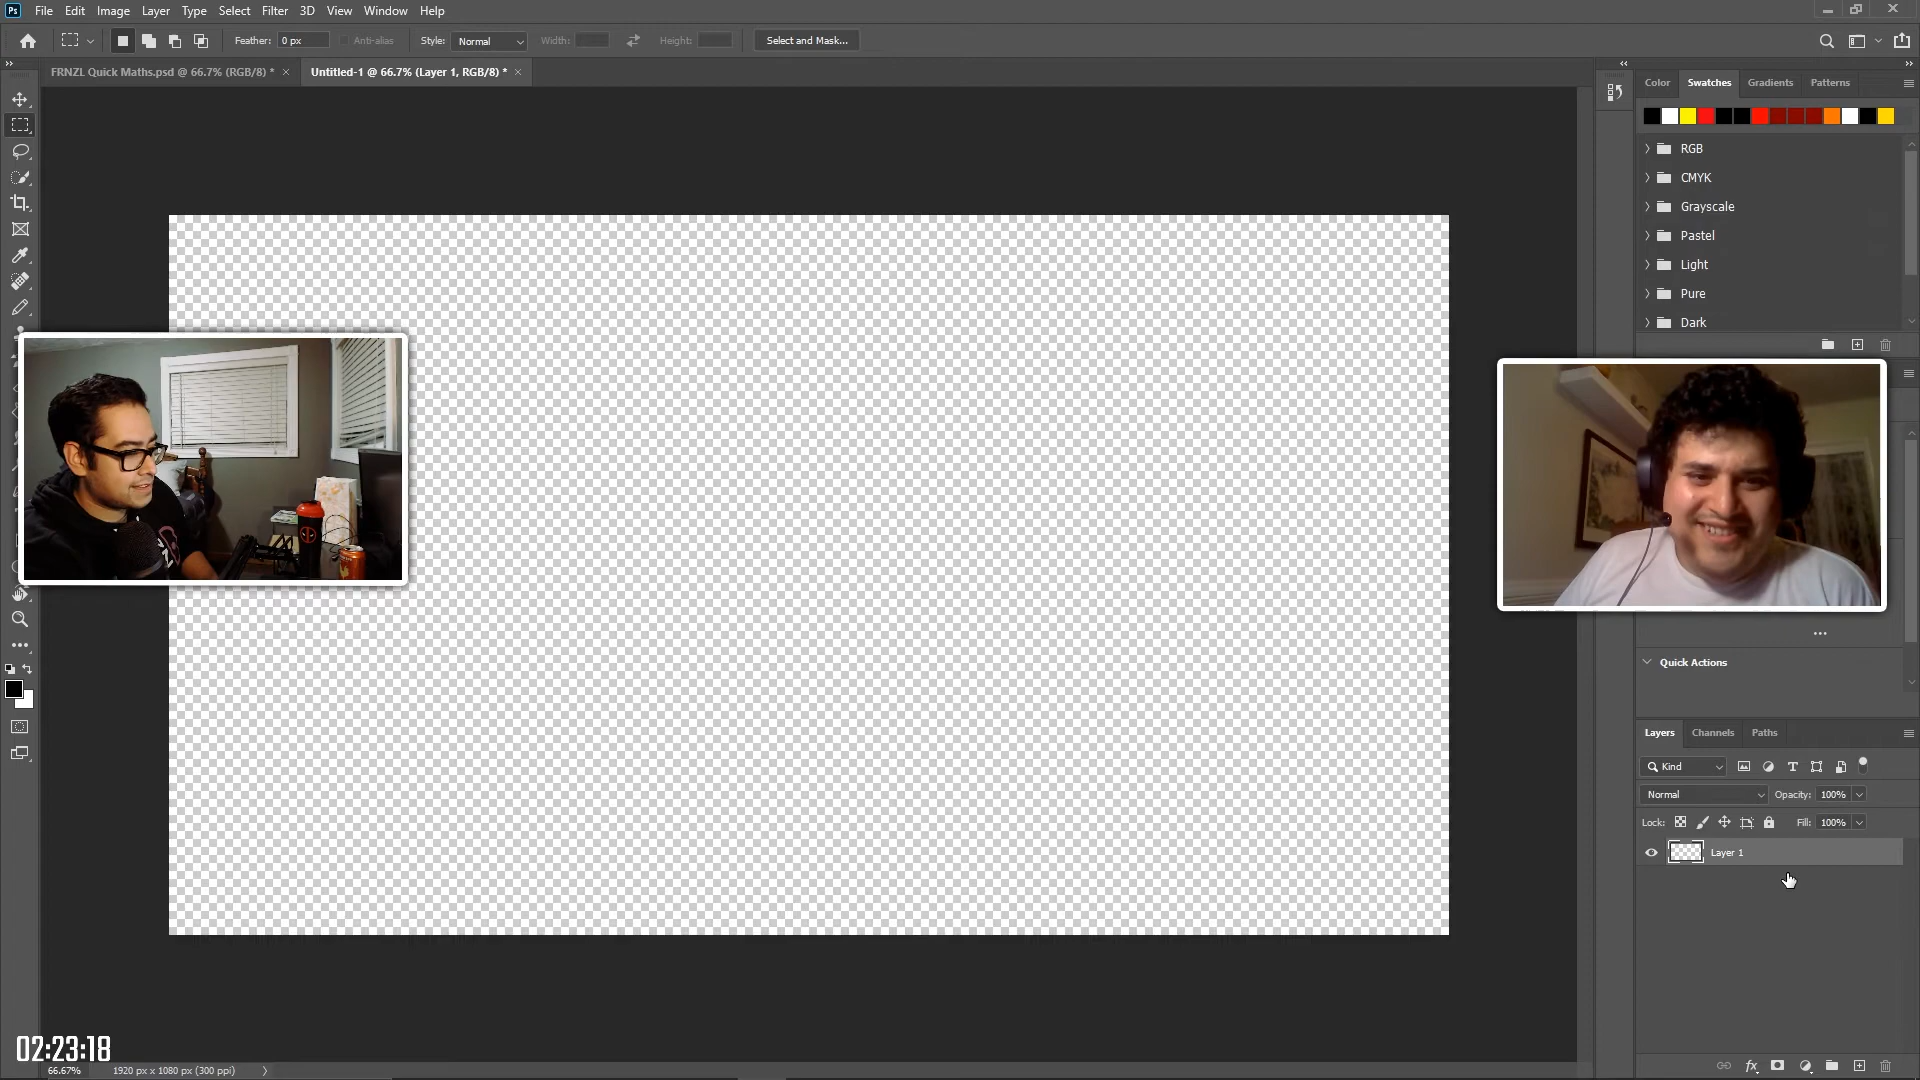 Ps File Edit Image Layer Type Select Filter 3D View Window Help
Feather: 0 px Anti-alias Style: Normal Width: Height: Select and Mask...
FRNZL Quick Maths.psd @ 66.7% (RGB/8) * × Untitled-1 @ 66.7% (Layer 1, RGB/8) * ×
Color Swatches Gradients Patterns
RGB
CMYK
Grayscale
Pastel
Light
Pure
Dark
Quick Actions
Layers Channels Paths
Kind
Normal Opacity: 100%
Lock: Fill: 100%
Layer 1
fx
02:23:18
66.67% 1920 px x 1080 px (300 ppi)